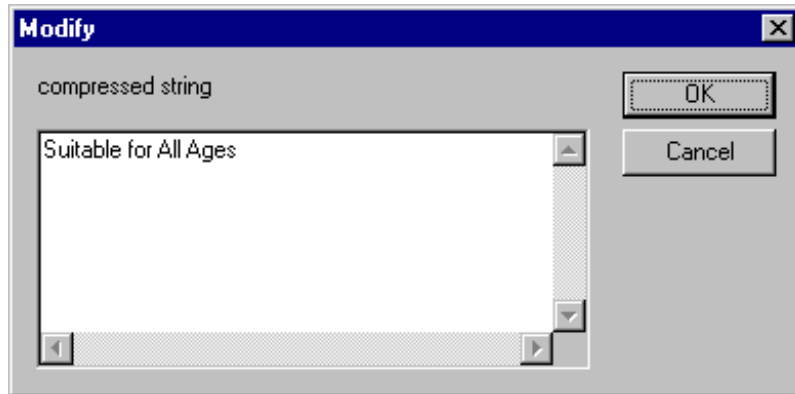 Modify
compressed string
OK
Suitable for All Ages
Cancel